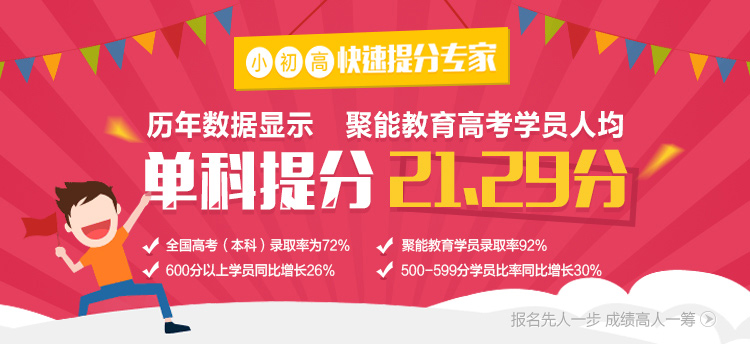 小初高快速提分专家
历年数据显示 聚能教育高考学员人均
单科提分 21.29分
全国高考（本科）录取率为72%
聚能教育学员录取率92%
600分以上学员同比增长26%
500-599分学员比率同比增长30%
报名先人一步 成绩高人一筹